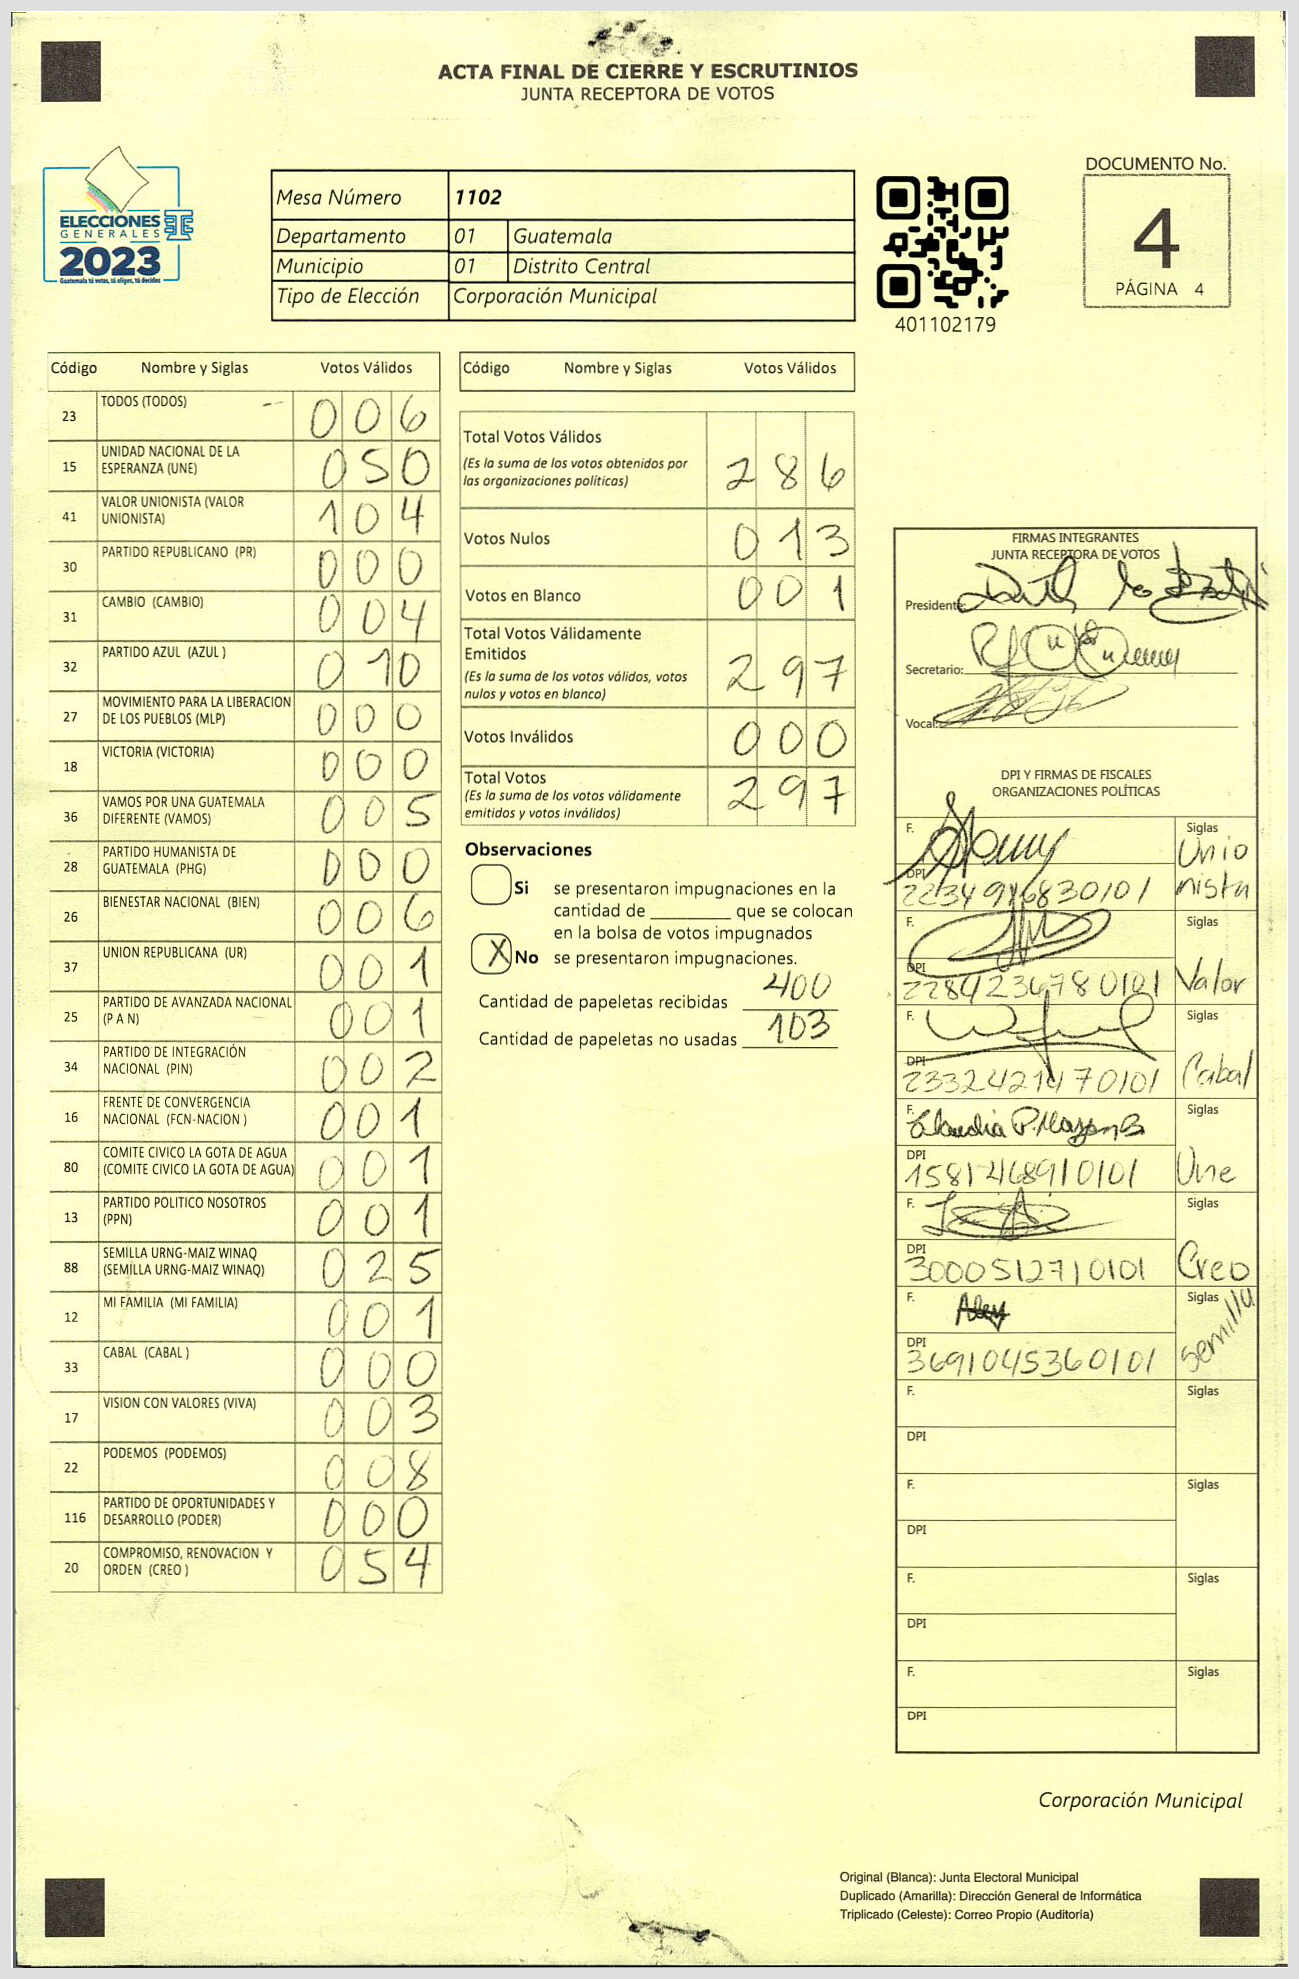 ACTA FINAL DE CIERRE Y ESCRUTINIOS
JUNTA RECEPTORA DE VOTOS
ELECCIONES
GENERALES
2023
Guatemala tú votas, tú eliges, tú decides
Mesa Número 1102
Departamento 01 Guatemala
Municipio 01 Distrito Central
Tipo de Elección Corporación Municipal
401102179
DOCUMENTO No.
4
PÁGINA 4
Código Nombre y Siglas Votos Válidos
23 TODOS (TODOS) 006
15 UNIDAD NACIONAL DE LA ESPERANZA (UNE) 050
41 VALOR UNIONISTA (VALOR UNIONISTA) 104
30 PARTIDO REPUBLICANO (PR) 000
31 CAMBIO (CAMBIO) 004
32 PARTIDO AZUL (AZUL ) 010
27 MOVIMIENTO PARA LA LIBERACION DE LOS PUEBLOS (MLP) 000
18 VICTORIA (VICTORIA) 000
36 VAMOS POR UNA GUATEMALA DIFERENTE (VAMOS) 005
28 PARTIDO HUMANISTA DE GUATEMALA (PHG) 000
26 BIENESTAR NACIONAL (BIEN) 006
37 UNION REPUBLICANA (UR) 001
25 PARTIDO DE AVANZADA NACIONAL (P A N) 001
34 PARTIDO DE INTEGRACIÓN NACIONAL (PIN) 002
16 FRENTE DE CONVERGENCIA NACIONAL (FCN-NACION ) 001
80 COMITE CIVICO LA GOTA DE AGUA (COMITE CIVICO LA GOTA DE AGUA) 001
13 PARTIDO POLITICO NOSOTROS (PPN) 001
88 SEMILLA URNG-MAIZ WINAQ (SEMILLA URNG-MAIZ WINAQ) 025
12 MI FAMILIA (MI FAMILIA) 001
33 CABAL (CABAL ) 000
17 VISION CON VALORES (VIVA) 003
22 PODEMOS (PODEMOS) 008
116 PARTIDO DE OPORTUNIDADES Y DESARROLLO (PODER) 000
20 COMPROMISO, RENOVACION Y ORDEN (CREO ) 054
Código Nombre y Siglas Votos Válidos
Total Votos Válidos
(Es la suma de los votos obtenidos por
las organizaciones políticas) 286
Votos Nulos 013
Votos en Blanco 001
Total Votos Válidamente
Emitidos
(Es la suma de los votos válidos, votos
nulos y votos en blanco) 297
Votos Inválidos 000
Total Votos
(Es la suma de los votos válidamente
emitidos y votos inválidos) 297
Observaciones
Si se presentaron impugnaciones en la
cantidad de ________ que se colocan
en la bolsa de votos impugnados
X No se presentaron impugnaciones.
Cantidad de papeletas recibidas 400
Cantidad de papeletas no usadas 103
FIRMAS INTEGRANTES
JUNTA RECEPTORA DE VOTOS
Presidente:
Secretario:
Vocal:
DPI Y FIRMAS DE FISCALES
ORGANIZACIONES POLÍTICAS
F. Siglas Unio
DPI 2234916830101 nista
F. Siglas
DPI 2284236780101 Valor
F. Siglas
DPI 2332421470101 Cabal
F. Claudia P. Siglas
DPI 1581468910101 Une
F. Siglas
DPI 3000512710101 Creo
F. Siglas
DPI 3691045360101 Semilla
F. Siglas
DPI
F. Siglas
DPI
F. Siglas
DPI
F. Siglas
DPI
Corporación Municipal
Original (Blanca): Junta Electoral Municipal
Duplicado (Amarilla): Dirección General de Informática
Triplicado (Celeste): Correo Propio (Auditoría)